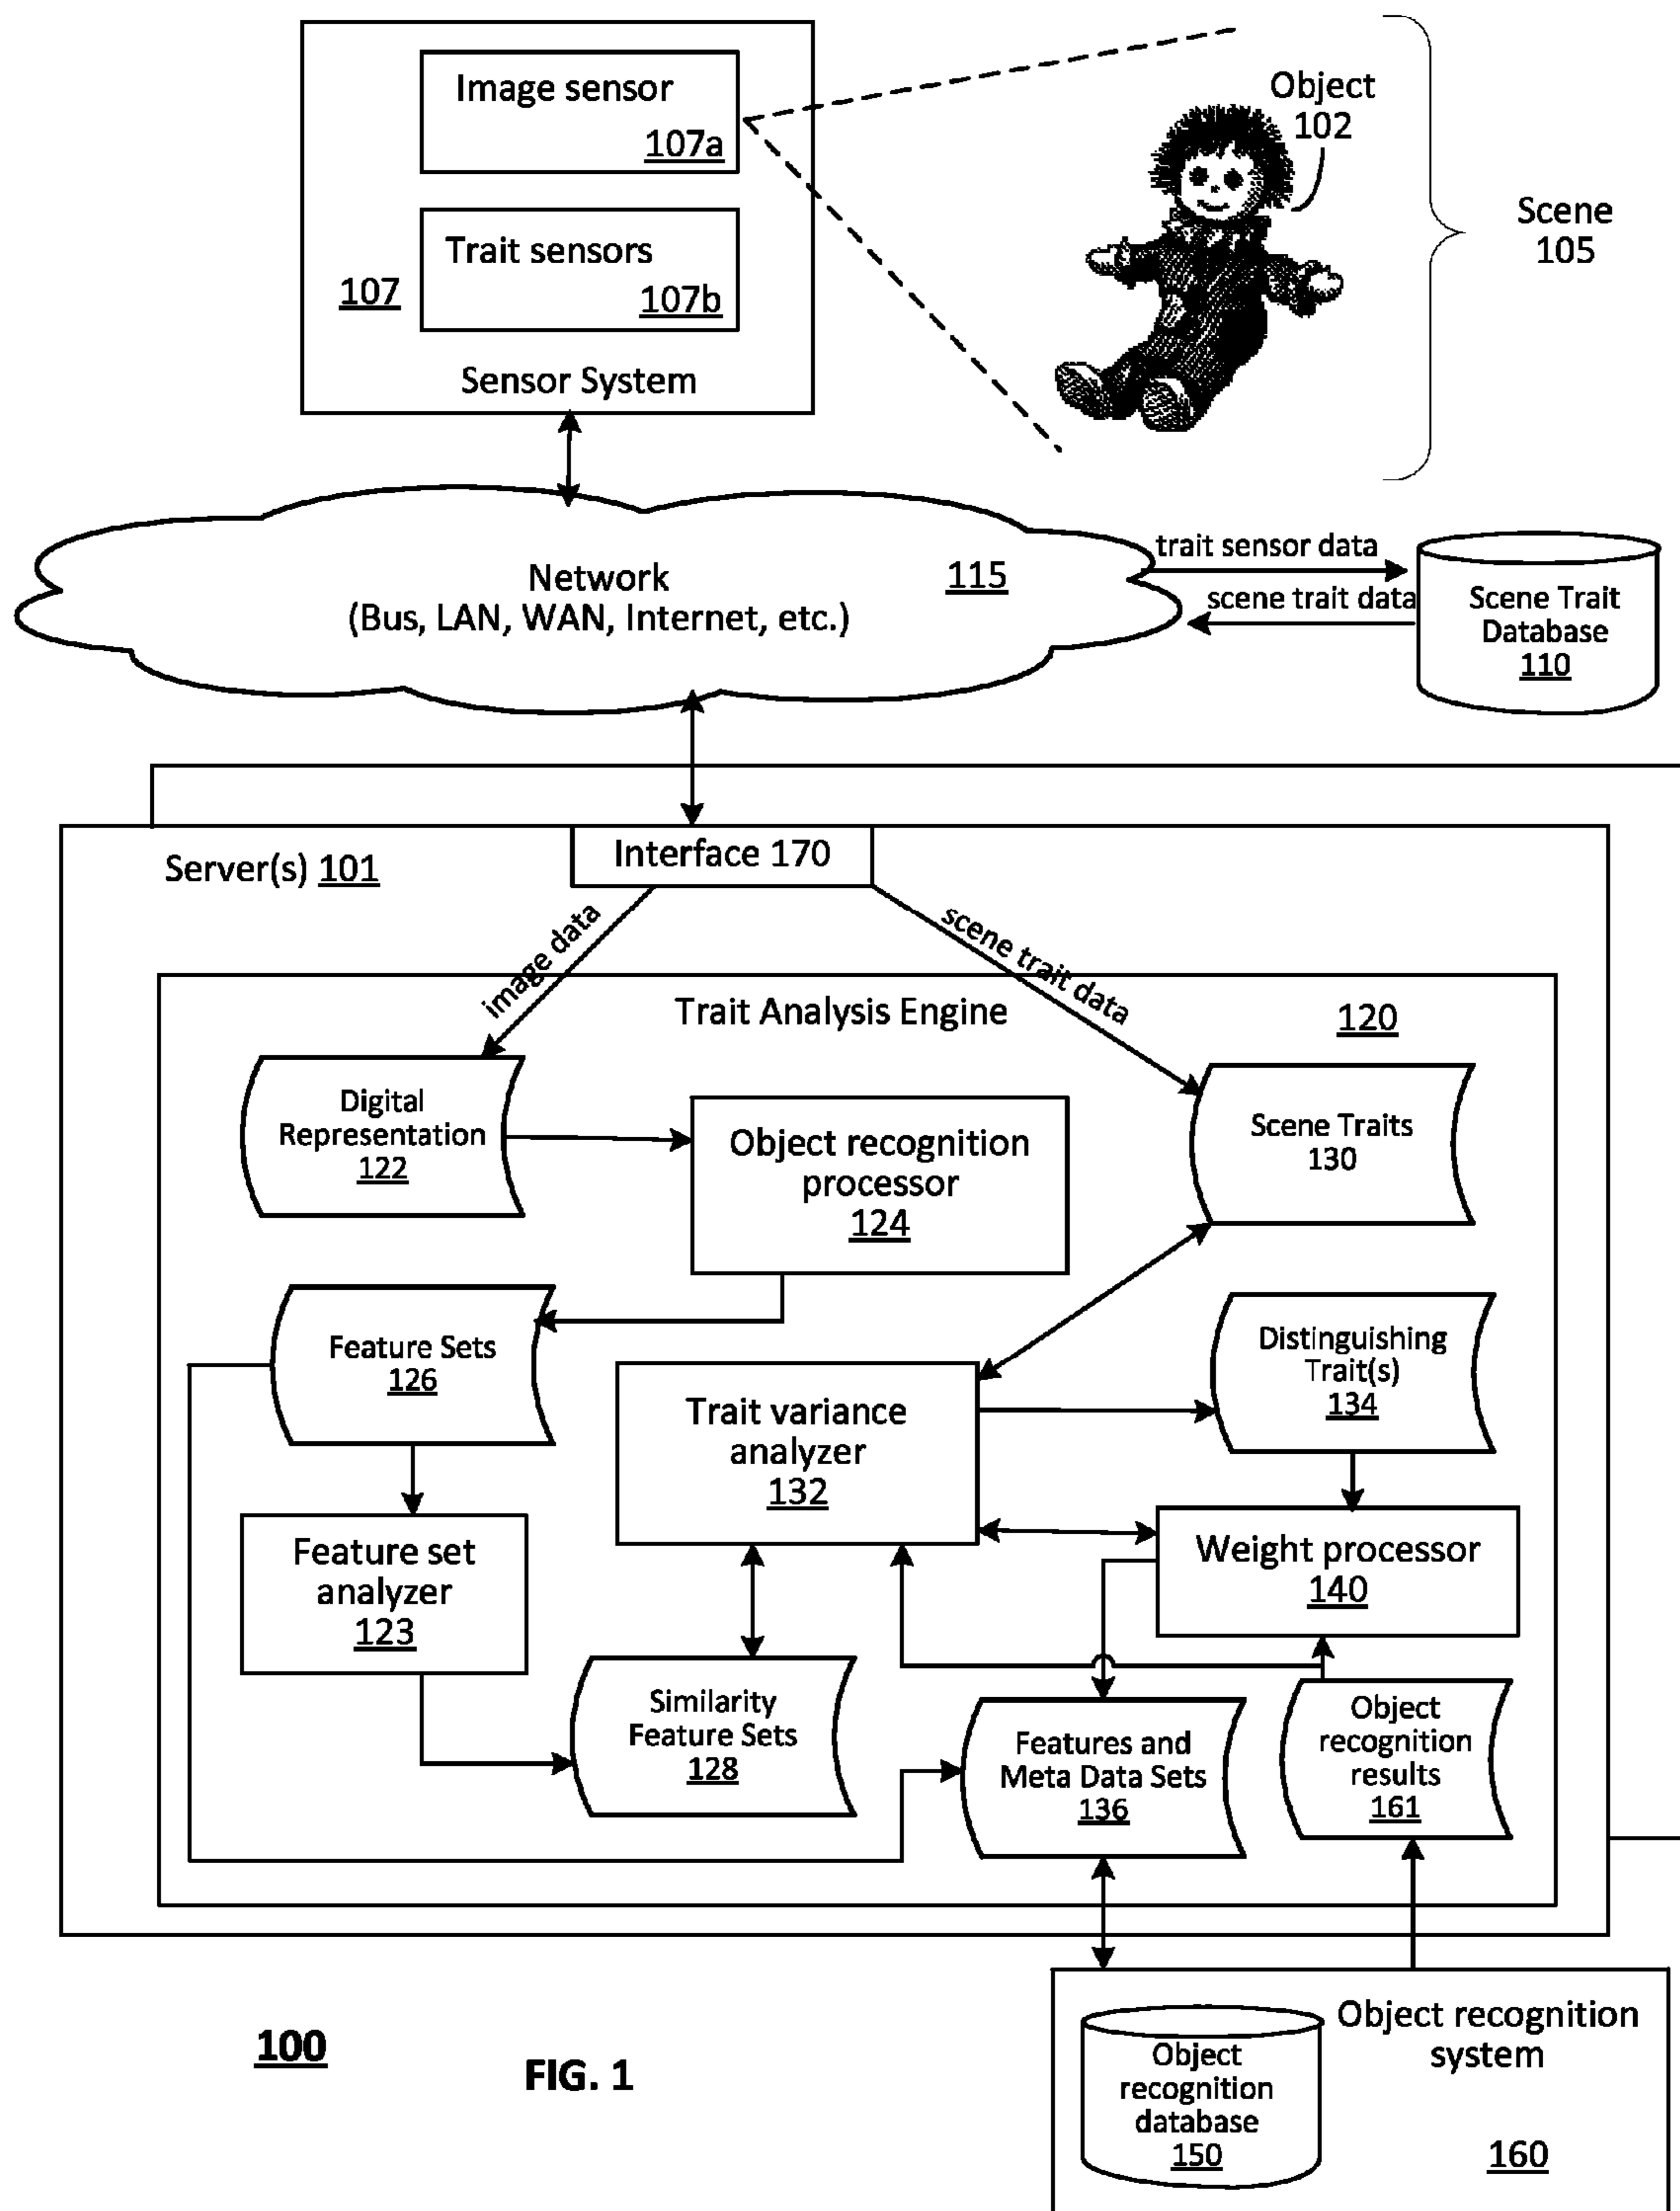 Image sensor
107a
Trait sensors
107b
107
Sensor System
Object
102
Scene
105
Network
(Bus, LAN, WAN, Internet, etc.)
115
trait sensor data
scene trait data
Scene Trait
Database
110
Server(s) 101
Interface 170
image data
scene trait data
Trait Analysis Engine
120
Digital
Representation
122
Object recognition
processor
124
Scene Traits
130
Feature Sets
126
Trait variance
analyzer
132
Distinguishing
Trait(s)
134
Feature set
analyzer
123
Weight processor
140
Similarity
Feature Sets
128
Features and
Meta Data Sets
136
Object
recognition
results
161
100
FIG. 1
Object recognition
system
Object
recognition
database
150
160